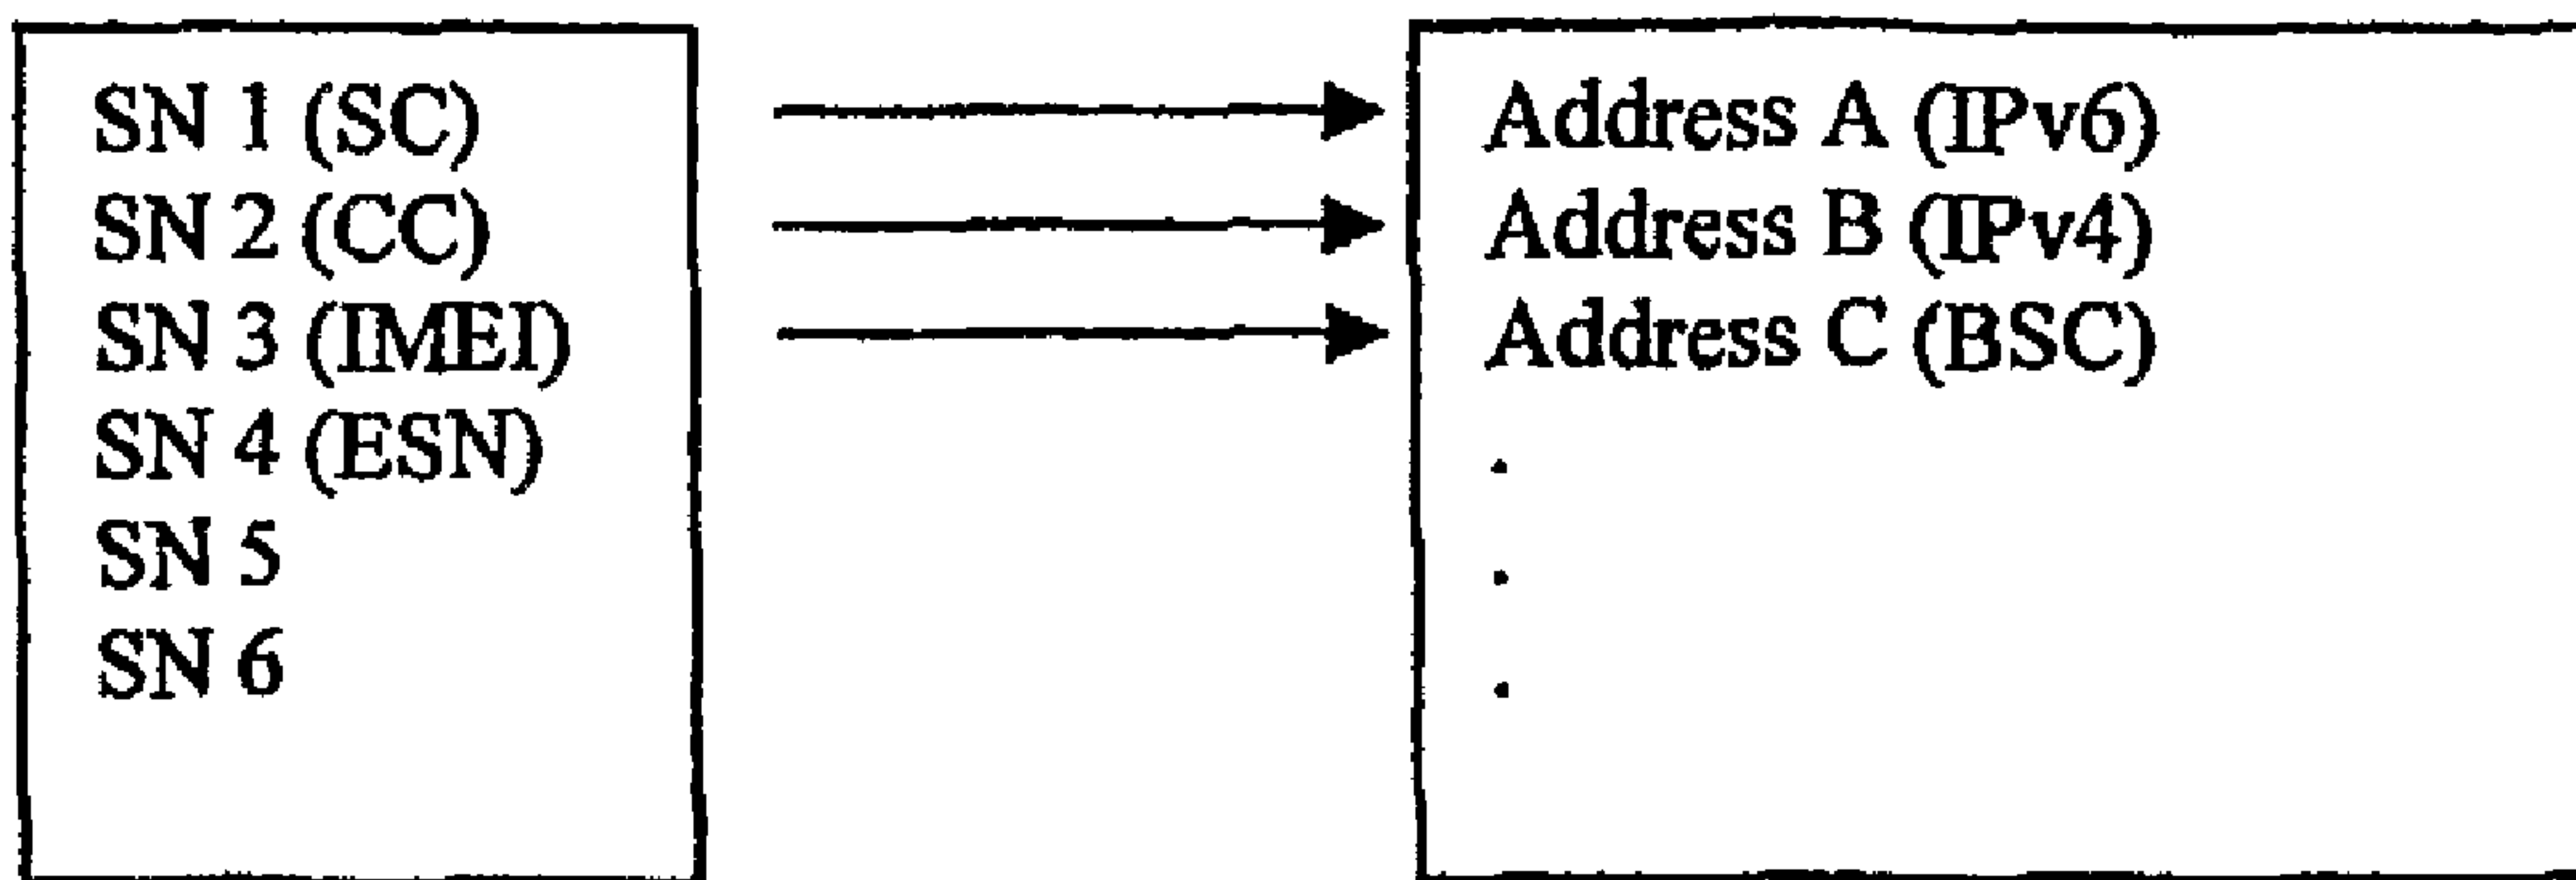 SN 1 (SC)
SN 2 (CC)
SN 3 (IMEI)
SN 4 (ESN)
SN 5
SN 6
Address A (IPv6)
Address B (IPv4)
Address C (BSC)
.
.
.